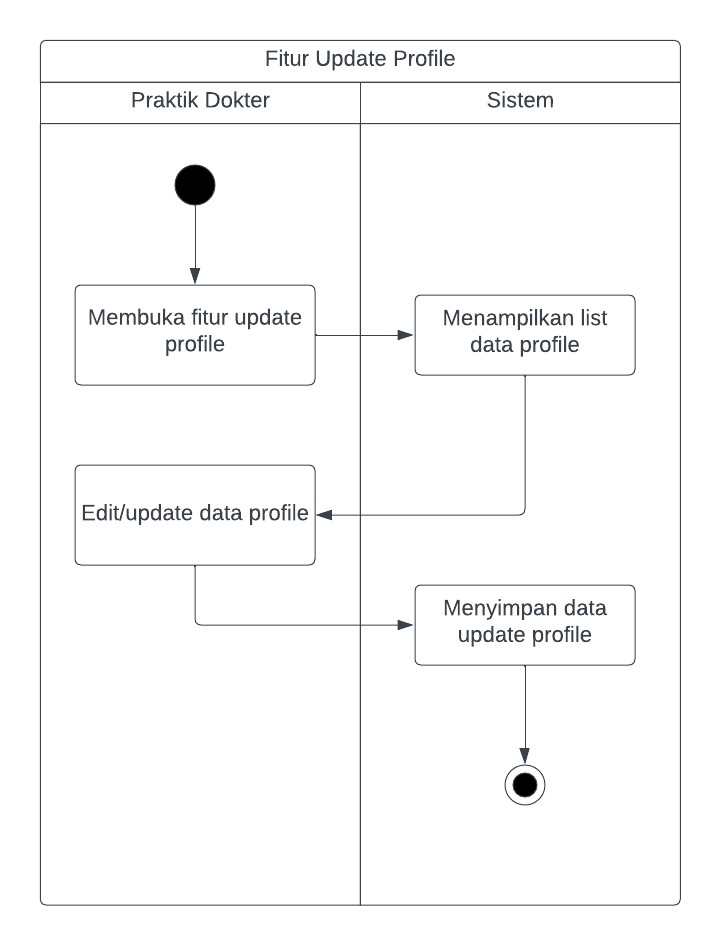 Fitur Update Profile
Praktik Dokter
Sistem
Membuka fitur update
profile
Menampilkan list
data profile
Edit/update data profile
Menyimpan data
update profile